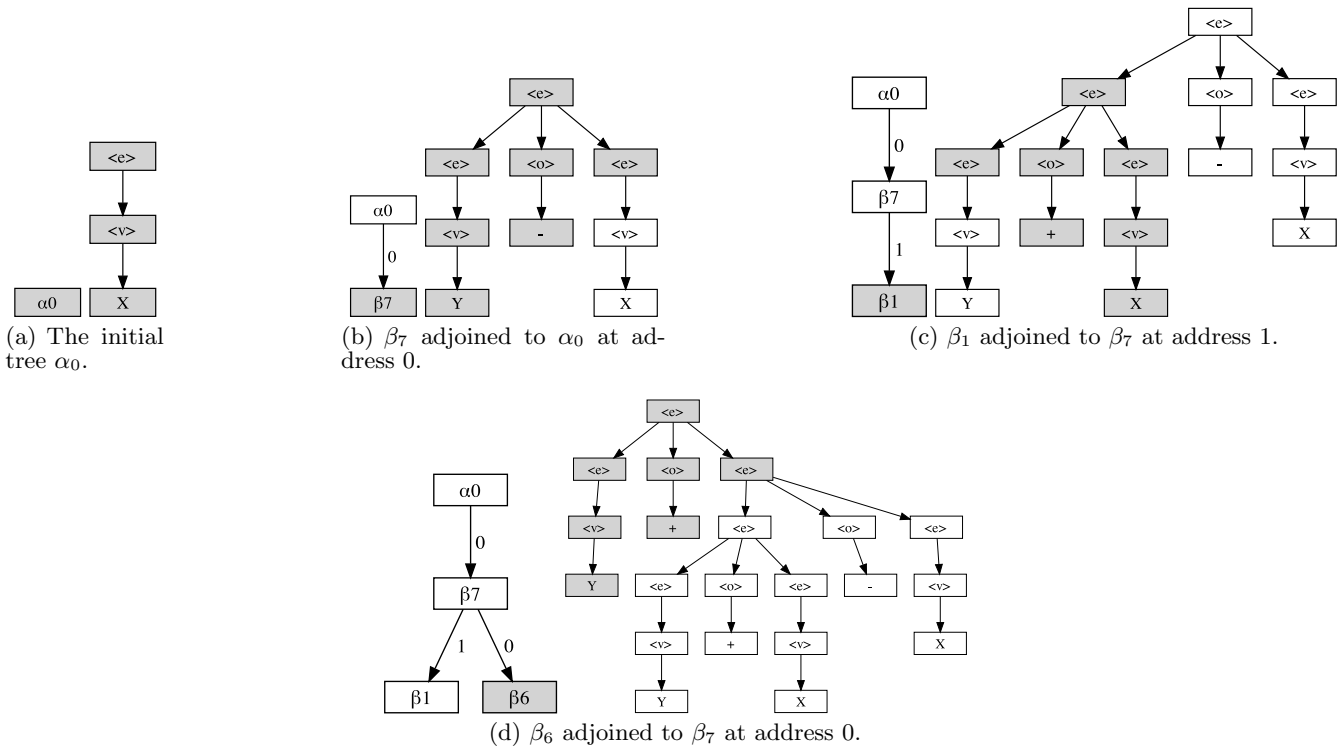 <e>
<v>
α0 X
(a) The initial
tree α0.
<e>
<e> <o> <e>
α0 <v> - <v>
0
β7 Y X
(b) β7 adjoined to α0 at ad-
dress 0.
<e>
α0 <e> <o> <e>
0
<e> <o> <e> - <v>
β7 <v> + <v> X
1
β1 Y X
(c) β1 adjoined to β7 at address 1.
<e>
<e> <o> <e>
α0
<v> + <e> <o> <e>
0
Y <e> <o> <e> - <v>
β7
<v> + <v> X
1 0
β1 β6 Y X
(d) β6 adjoined to β7 at address 0.